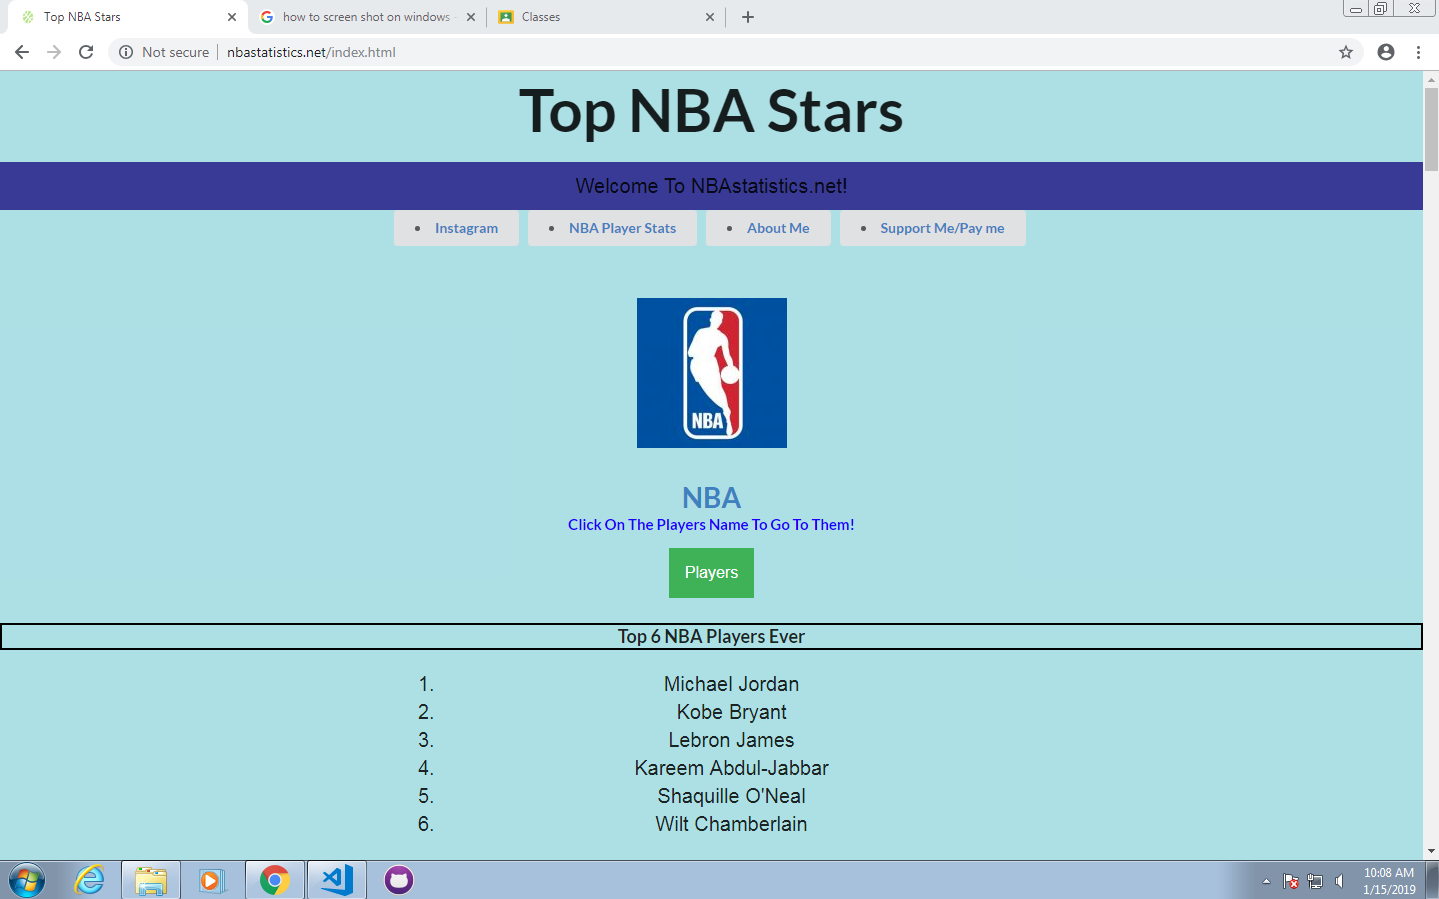 Top NBA Stars
how to screen shot on windows
Classes
Not secure
nbastatistics.net/index.html
Top NBA Stars
Welcome To NBAstatistics.net!
• Instagram • NBA Player Stats • About Me • Support Me/Pay me
NBA
NBA
Click On The Players Name To Go To Them!
Players
Top 6 NBA Players Ever
1. Michael Jordan
2. Kobe Bryant
3. Lebron James
4. Kareem Abdul-Jabbar
5. Shaquille O'Neal
6. Wilt Chamberlain
10:08 AM
1/15/2019